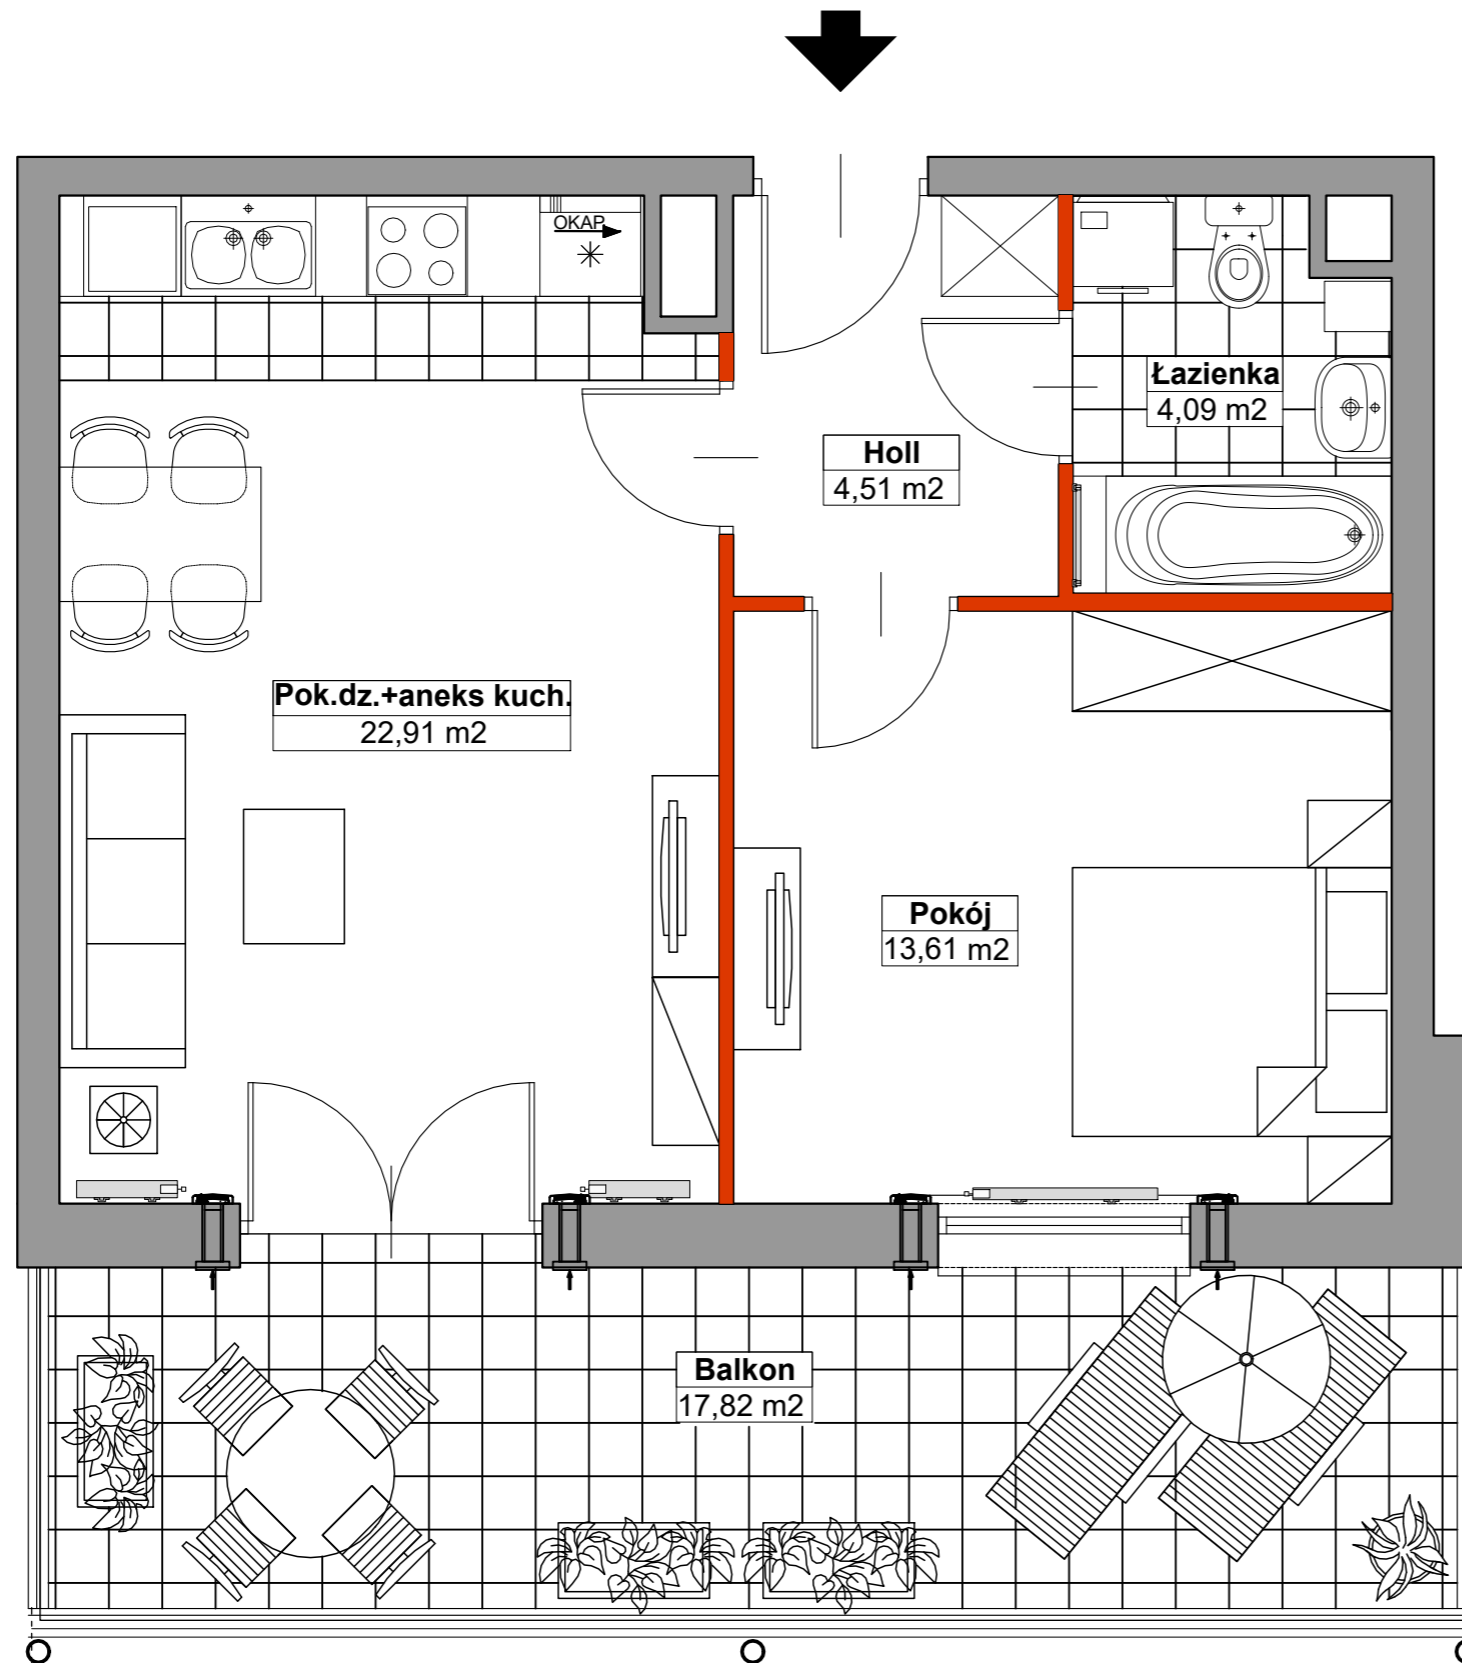 OKAP
Łazienka
4,09 m2
Holl
4,51 m2
Pok.dz.+aneks kuch.
22,91 m2
Pokój
13,61 m2
Balkon
17,82 m2